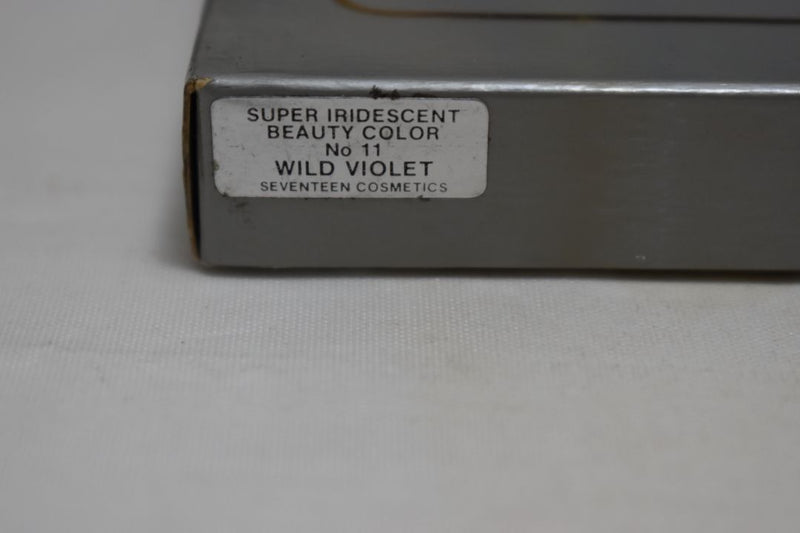 SUPER IRIDESCENT
BEAUTY COLOR
No 11
WILD VIOLET
SEVENTEEN COSMETICS